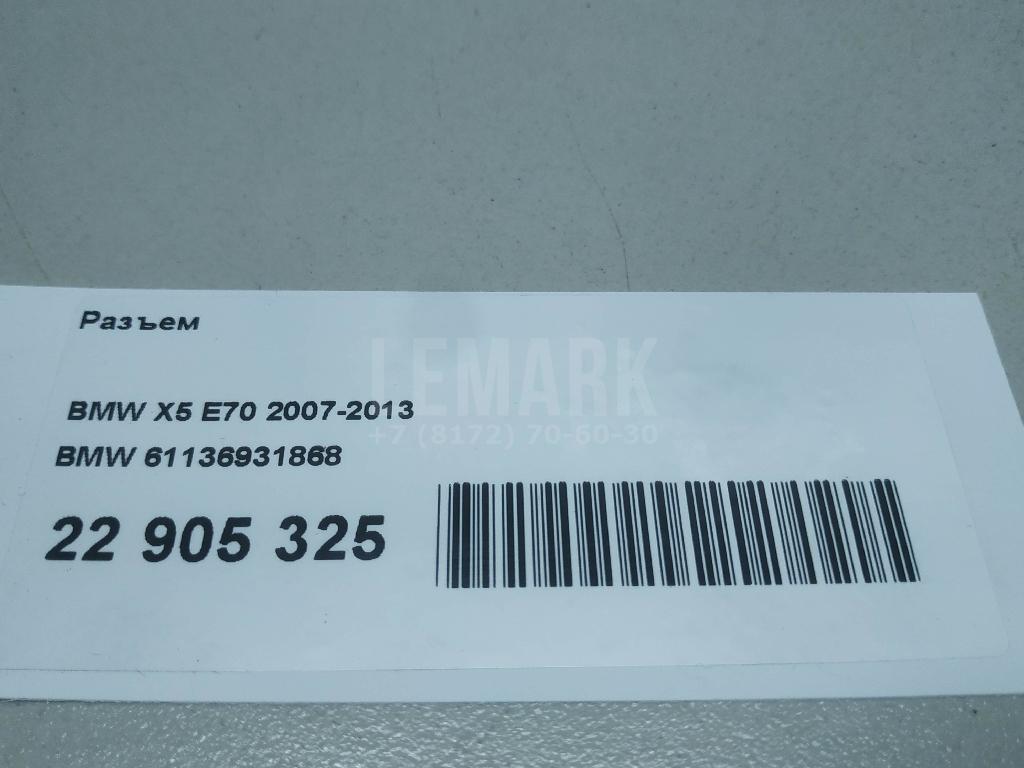 Разъем
LEMARK
BMW X5 E70 2007-2013
+7 (8172) 70-60-30
BMW 61136931868
22 905 325